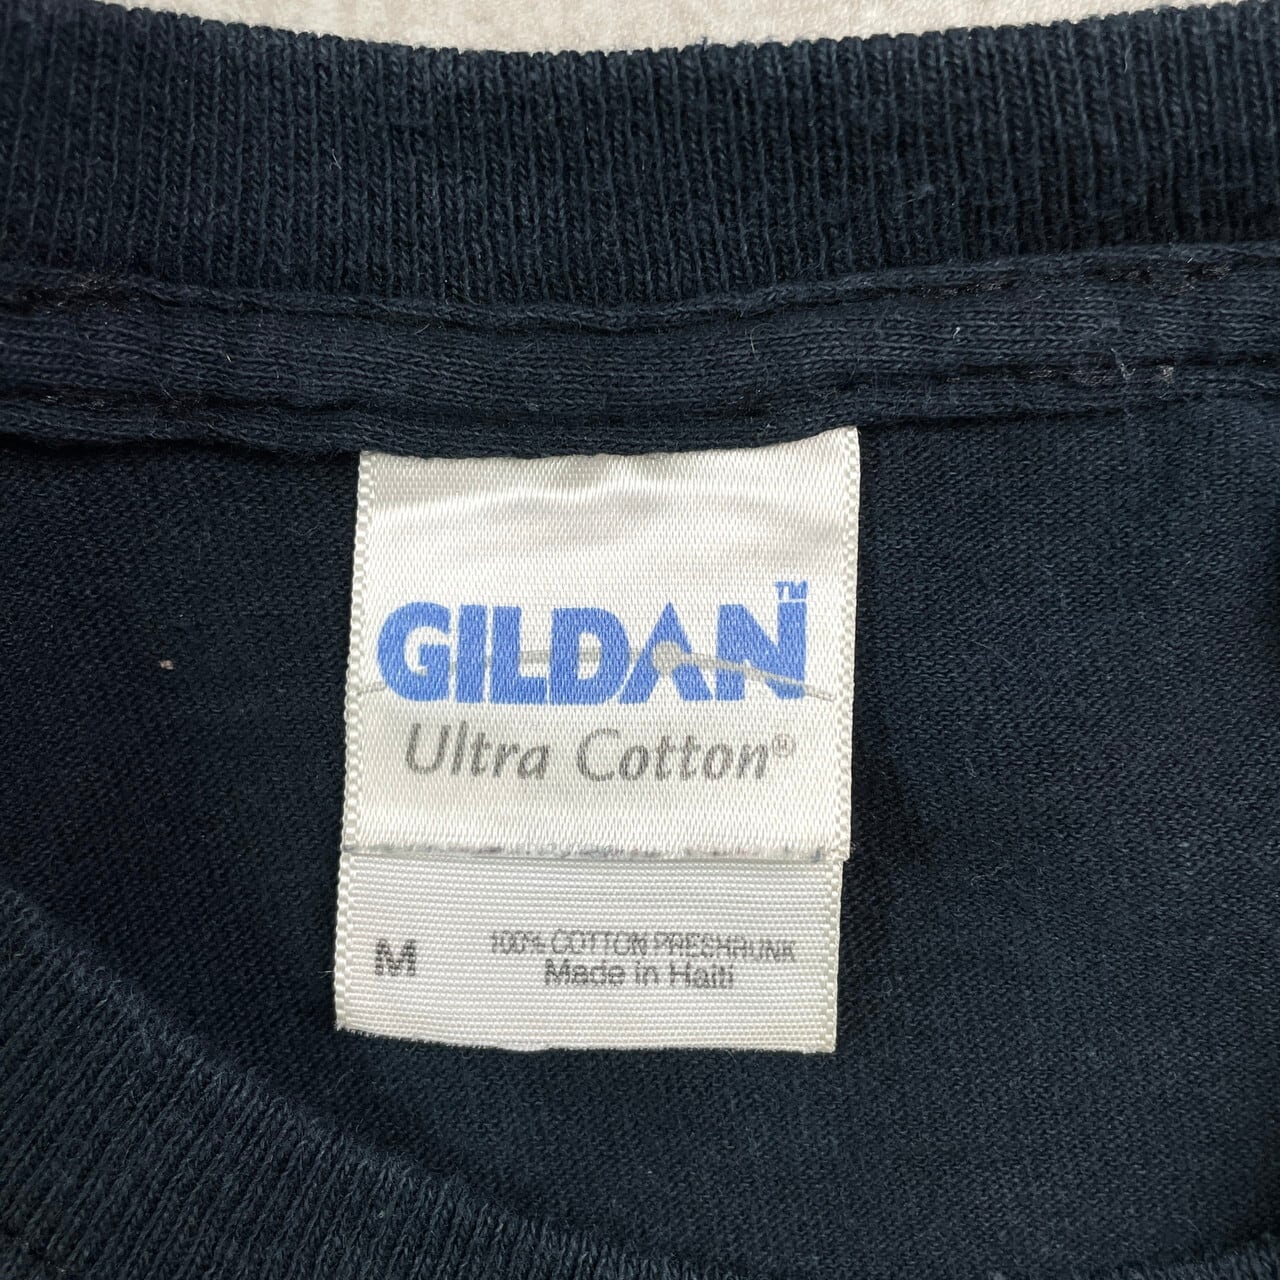 GILDAN™
Ultra Cotton®
M
100% COTTON PRESHRUNK
Made in Haiti